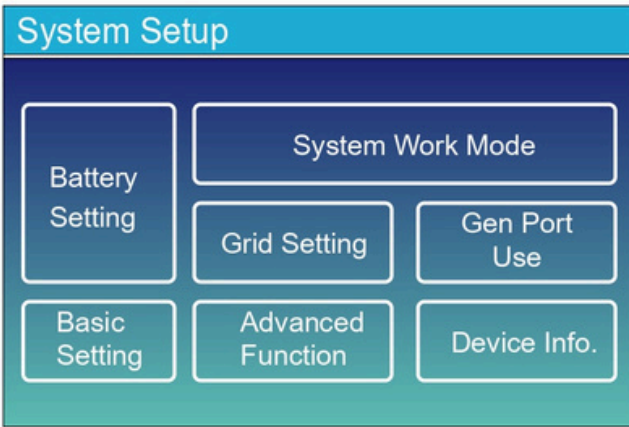 System Setup
Battery
Setting
System Work Mode
Grid Setting
Gen Port
Use
Basic
Setting
Advanced
Function
Device Info.